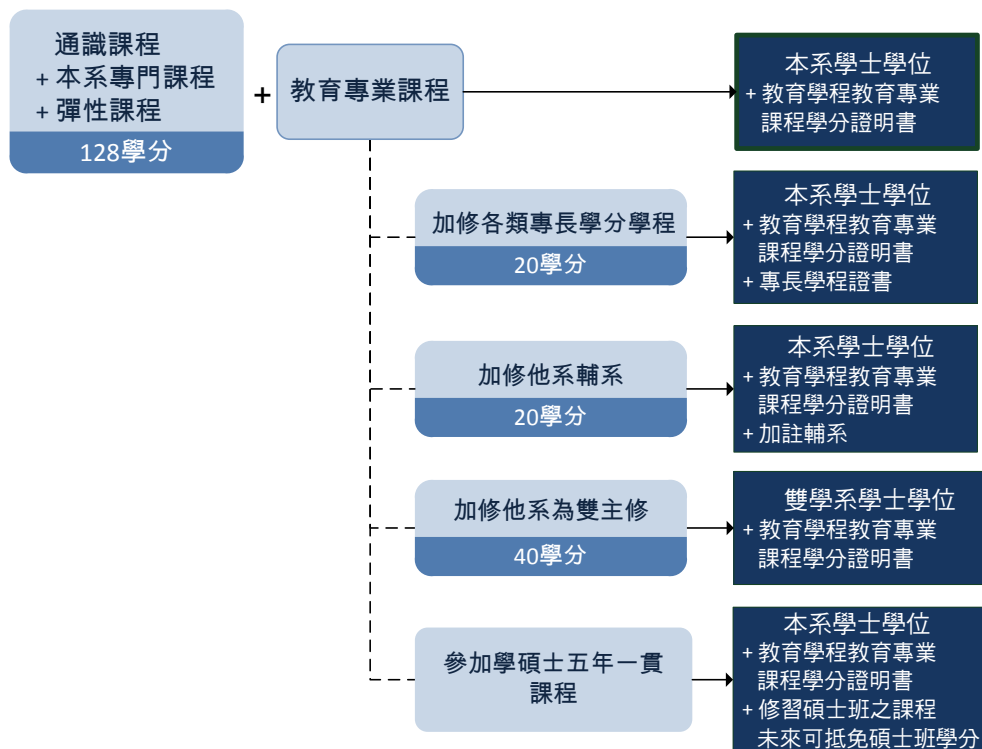 通識課程
+ 本系專門課程
+ 彈性課程
128學分
+
教育專業課程
本系學士學位
+ 教育學程教育專業
課程學分證明書
加修各類專長學分學程
20學分
本系學士學位
+ 教育學程教育專業
課程學分證明書
+ 專長學程證書
加修他系輔系
20學分
本系學士學位
+ 教育學程教育專業
課程學分證明書
+ 加註輔系
加修他系為雙主修
40學分
雙學系學士學位
+ 教育學程教育專業
課程學分證明書
參加學碩士五年一貫
課程
本系學士學位
+ 教育學程教育專業
課程學分證明書
+ 修習碩士班之課程
未來可抵免碩士班學分